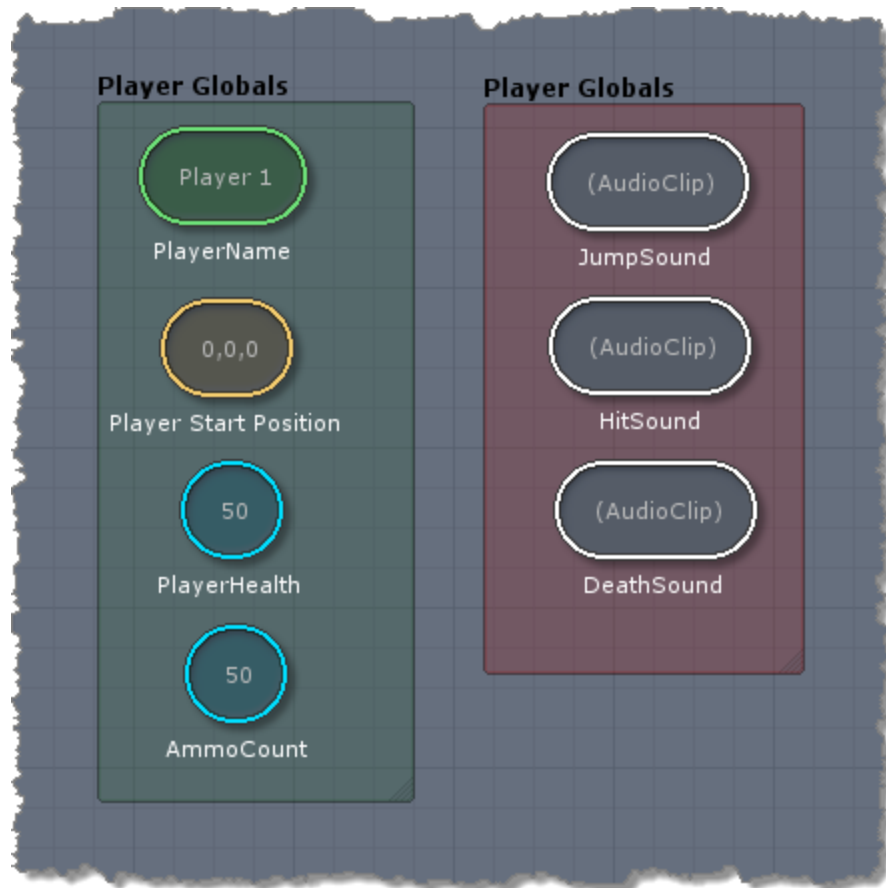 Player Globals
Player 1
PlayerName
0,0,0
Player Start Position
50
PlayerHealth
50
AmmoCount
Player Globals
(AudioClip)
JumpSound
(AudioClip)
HitSound
(AudioClip)
DeathSound